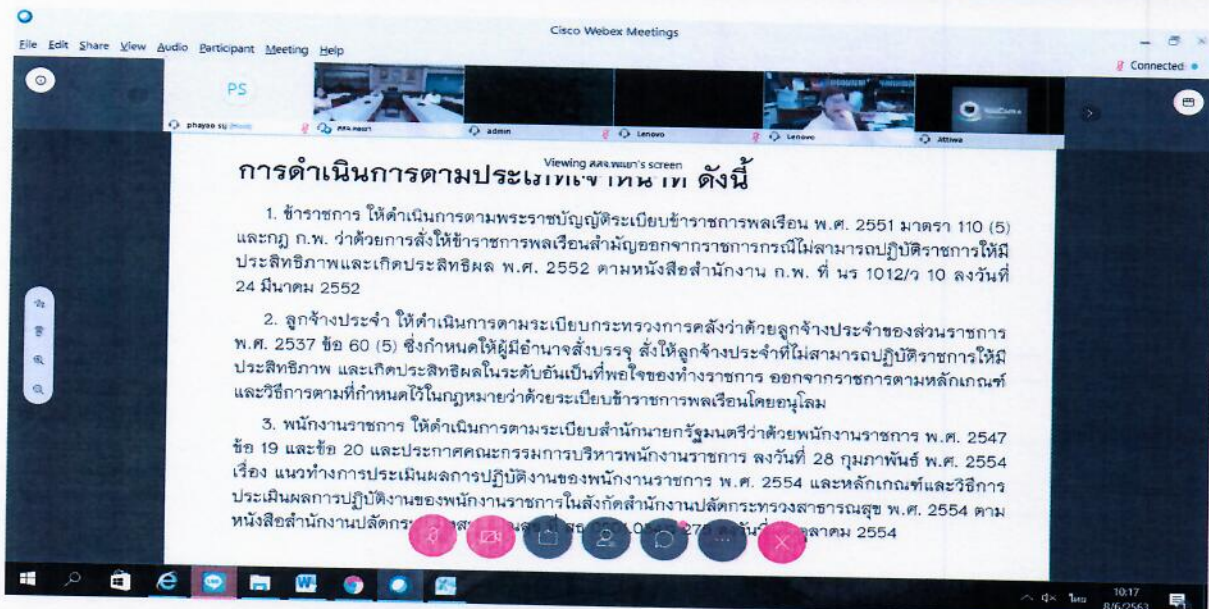 Cisco Webex Meetings
File Edit Share View Audio Participant Meeting Help
Connected
PS
phayao sij (Host)
สสจ.พะเยา
admin
Lenovo
Lenovo
Attiwa
YouCam
Viewing สสจ.พะเยา's screen
การดำเนินการตามประเภทเจ้าหน้าที่ ดังนี้
1. ข้าราชการ ให้ดำเนินการตามพระราชบัญญัติระเบียบข้าราชการพลเรือน พ.ศ. 2551 มาตรา 110 (5)
และกฎ ก.พ. ว่าด้วยการสั่งให้ข้าราชการพลเรือนสามัญออกจากราชการกรณีไม่สามารถปฏิบัติราชการให้มี
ประสิทธิภาพและเกิดประสิทธิผล พ.ศ. 2552 ตามหนังสือสำนักงาน ก.พ. ที่ นร 1012/ว 10 ลงวันที่
24 มีนาคม 2552
2. ลูกจ้างประจำ ให้ดำเนินการตามระเบียบกระทรวงการคลังว่าด้วยลูกจ้างประจำของส่วนราชการ
พ.ศ. 2537 ข้อ 60 (5) ซึ่งกำหนดให้ผู้มีอำนาจสั่งบรรจุ สั่งให้ลูกจ้างประจำที่ไม่สามารถปฏิบัติราชการให้มี
ประสิทธิภาพ และเกิดประสิทธิผลในระดับอันเป็นที่พอใจของทางราชการ ออกจากราชการตามหลักเกณฑ์
และวิธีการตามที่กำหนดไว้ในกฎหมายว่าด้วยระเบียบข้าราชการพลเรือนโดยอนุโลม
3. พนักงานราชการ ให้ดำเนินการตามระเบียบสำนักนายกรัฐมนตรีว่าด้วยพนักงานราชการ พ.ศ. 2547
ข้อ 19 และข้อ 20 และประกาศคณะกรรมการบริหารพนักงานราชการ ลงวันที่ 28 กุมภาพันธ์ พ.ศ. 2554
เรื่อง แนวทางการประเมินผลการปฏิบัติงานของพนักงานราชการ พ.ศ. 2554 และหลักเกณฑ์และวิธีการ
ประเมินผลการปฏิบัติงานของพนักงานราชการในสังกัดสำนักงานปลัดกระทรวงสาธารณสุข พ.ศ. 2554 ตาม
หนังสือสำนักงานปลัดกระ ตุลาคม 2554
ไทย
10:17
8/6/2563